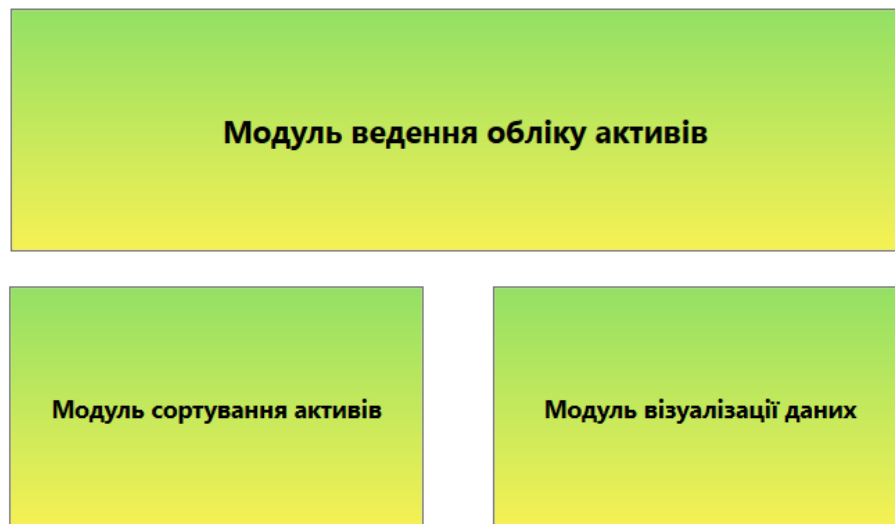 Модуль ведення обліку активів
Модуль сортування активів
Модуль візуалізації даних